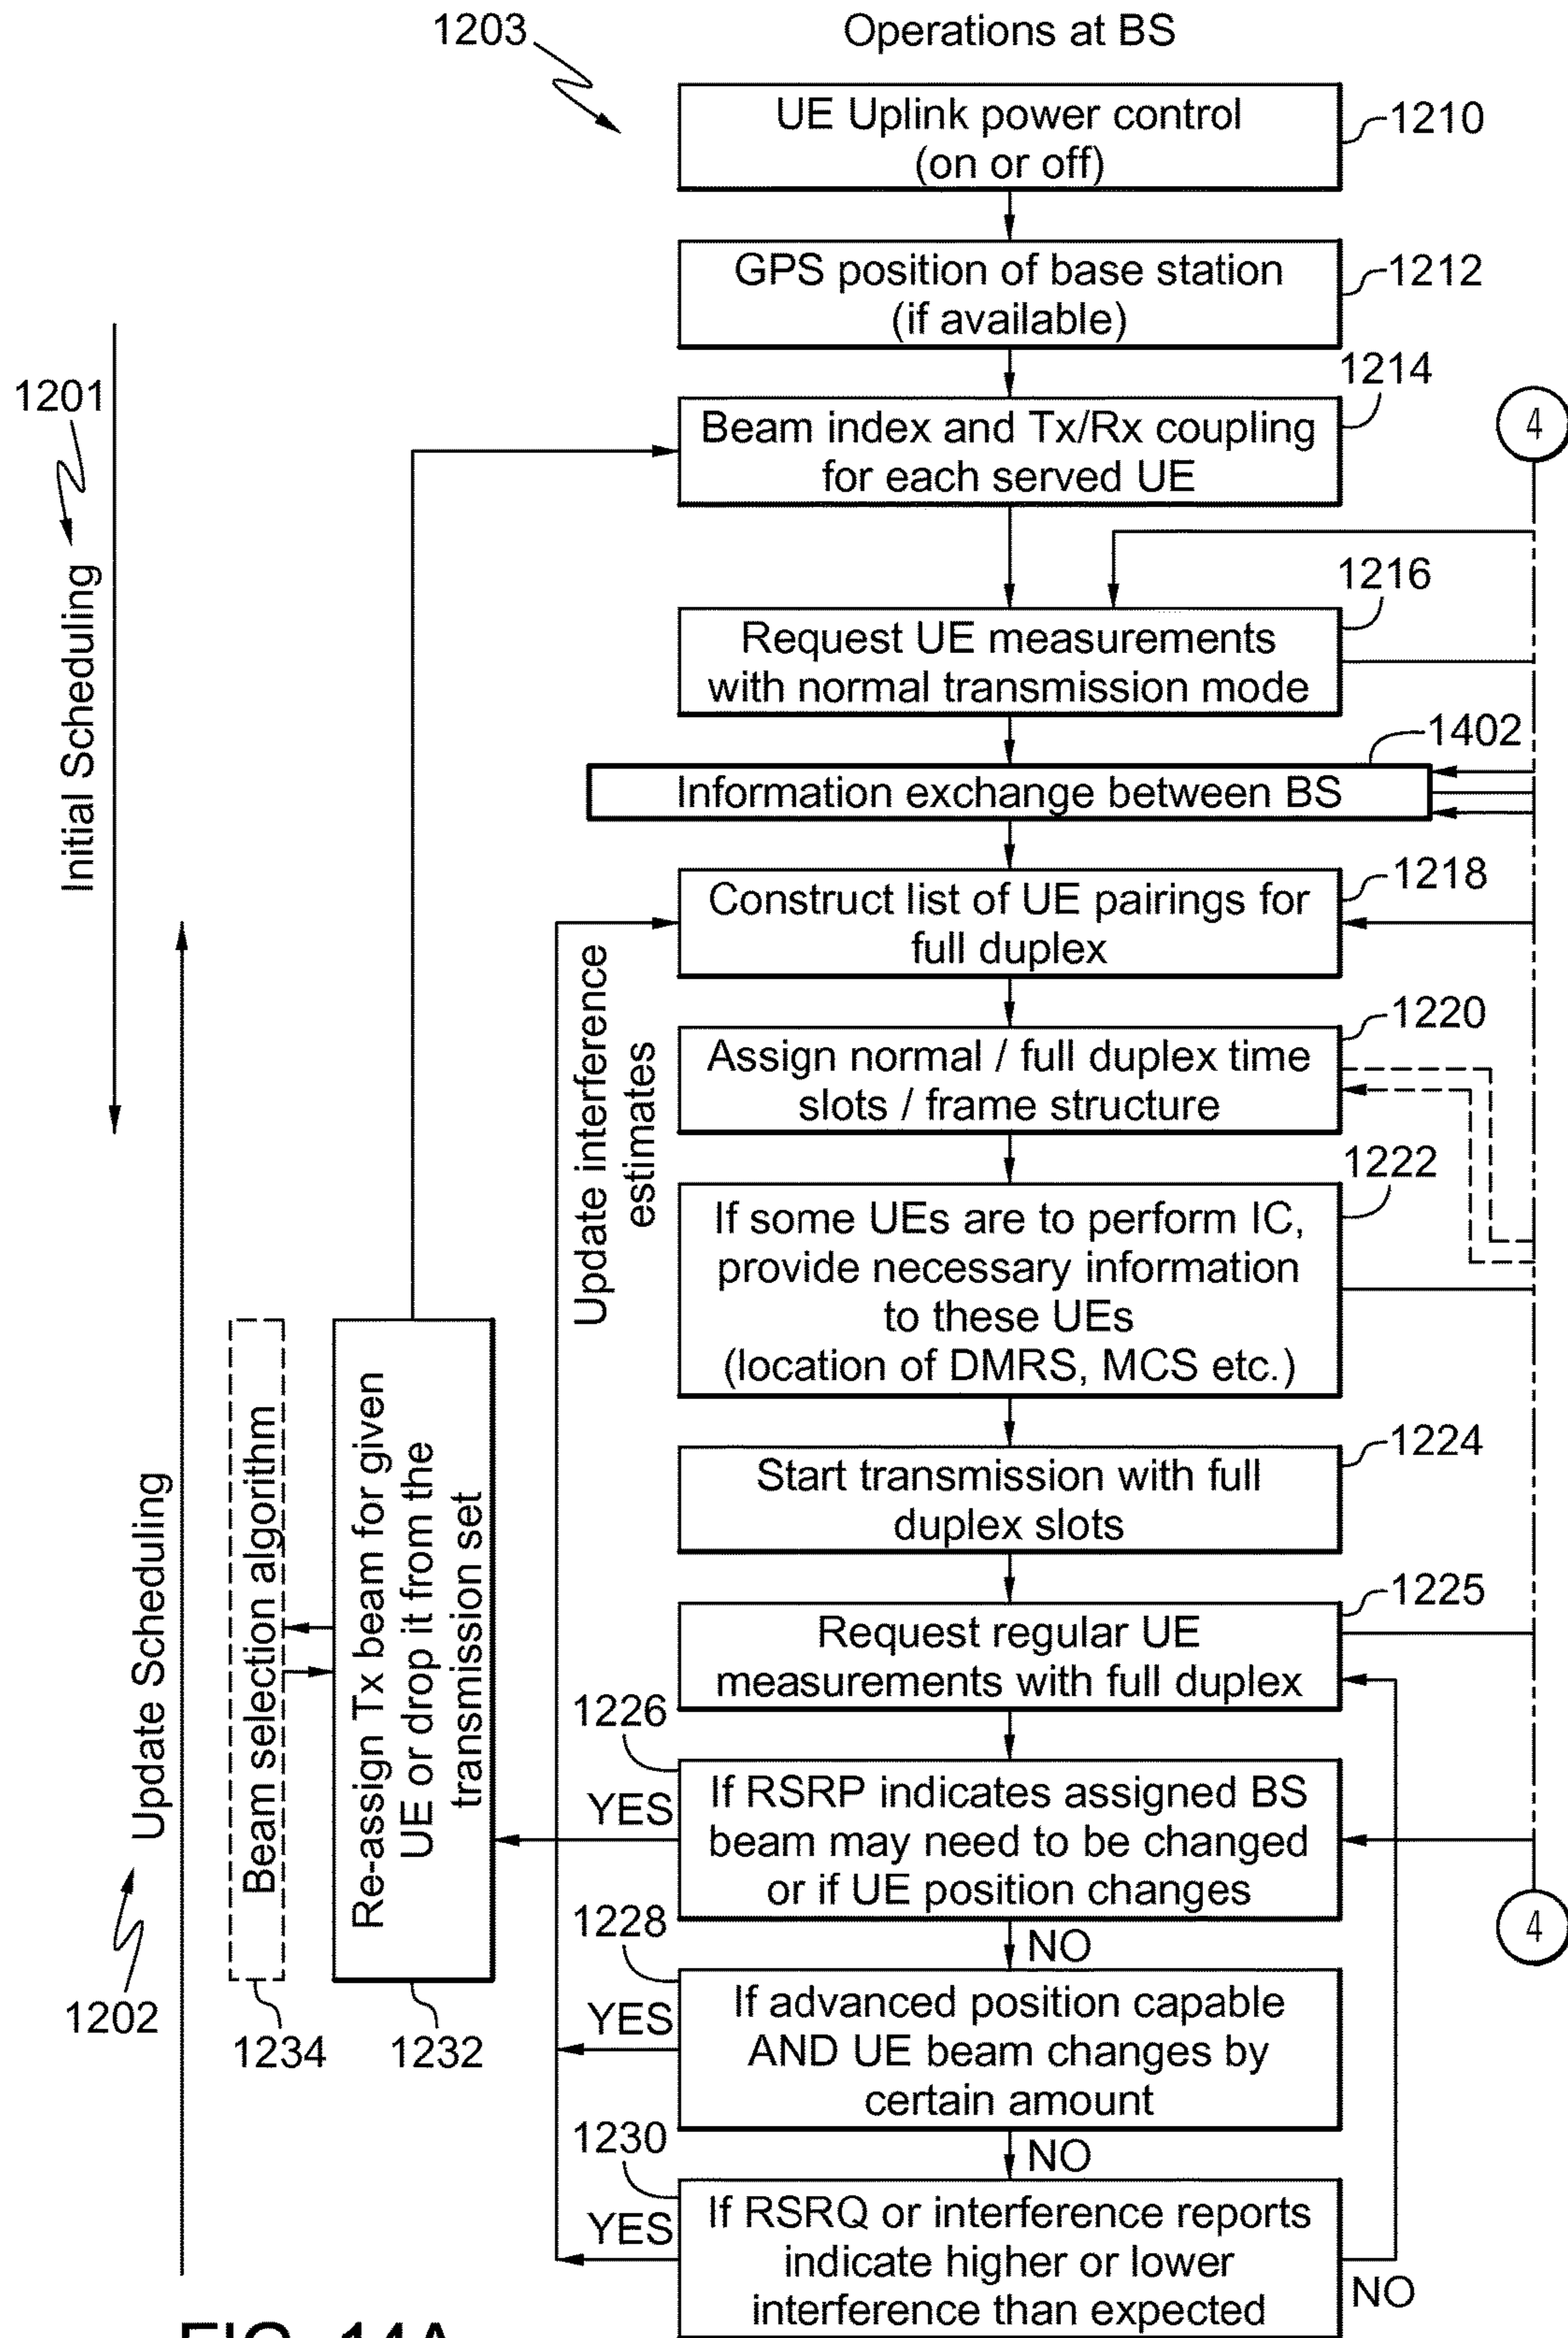 1203
Operations at BS
UE Uplink power control
(on or off)
1210
GPS position of base station
(if available)
1212
1201
Initial Scheduling
Beam index and Tx/Rx coupling
for each served UE
1214
4
Request UE measurements
with normal transmission mode
1216
Information exchange between BS
1402
Construct list of UE pairings for
full duplex
1218
Update interference
estimates
Assign normal / full duplex time
slots / frame structure
1220
If some UEs are to perform IC,
provide necessary information
to these UEs
(location of DMRS, MCS etc.)
1222
Start transmission with full
duplex slots
1224
Request regular UE
measurements with full duplex
1225
1226
If RSRP indicates assigned BS
beam may need to be changed
or if UE position changes
YES
NO
4
Update Scheduling
1202
Beam selection algorithm
1234
Re-assign Tx beam for given
UE or drop it from the
transmission set
1232
1228
If advanced position capable
AND UE beam changes by
certain amount
YES
NO
1230
If RSRQ or interference reports
indicate higher or lower
interference than expected
YES
NO
FIG. 14A